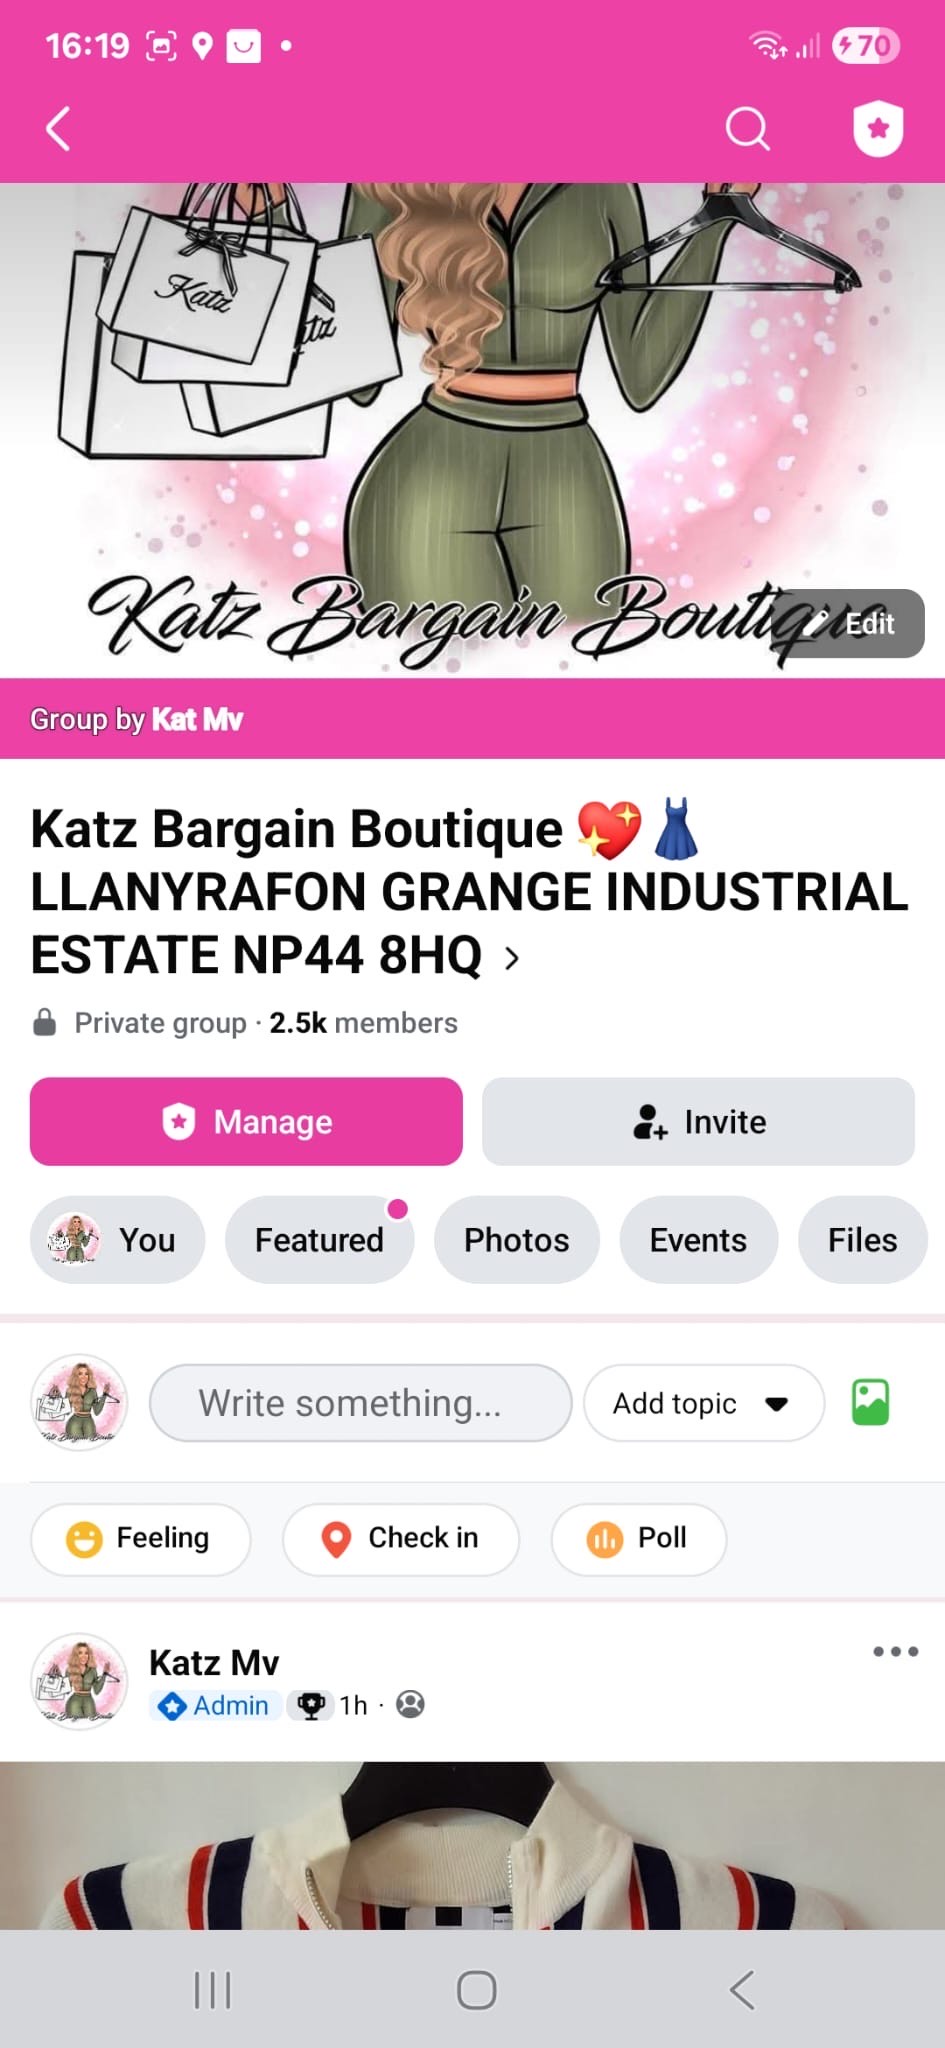 16:19
70
Katz
tz
Katz Bargain Boutique
Edit
Group by Kat Mv
Katz Bargain Boutique 💖👗
LLANYRAFON GRANGE INDUSTRIAL
ESTATE NP44 8HQ >
Private group · 2.5k members
Manage
Invite
You
Featured
Photos
Events
Files
Write something...
Add topic
Feeling
Check in
Poll
Katz Mv
Admin
1h ·